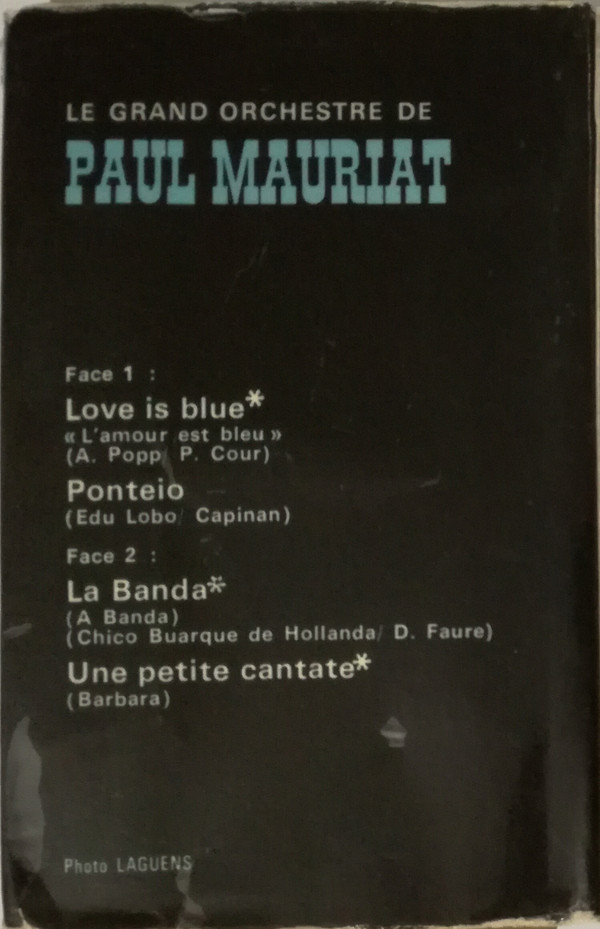 LE GRAND ORCHESTRE DE
PAUL MAURIAT
Face 1 :
Love is blue*
« L'amour est bleu »
(A. Popp/ P. Cour)
Ponteio
(Edu Lobo/ Capinan)
Face 2 :
La Banda*
(A Banda)
(Chico Buarque de Hollanda/ D. Faure)
Une petite cantate*
(Barbara)
Photo LAGUENS